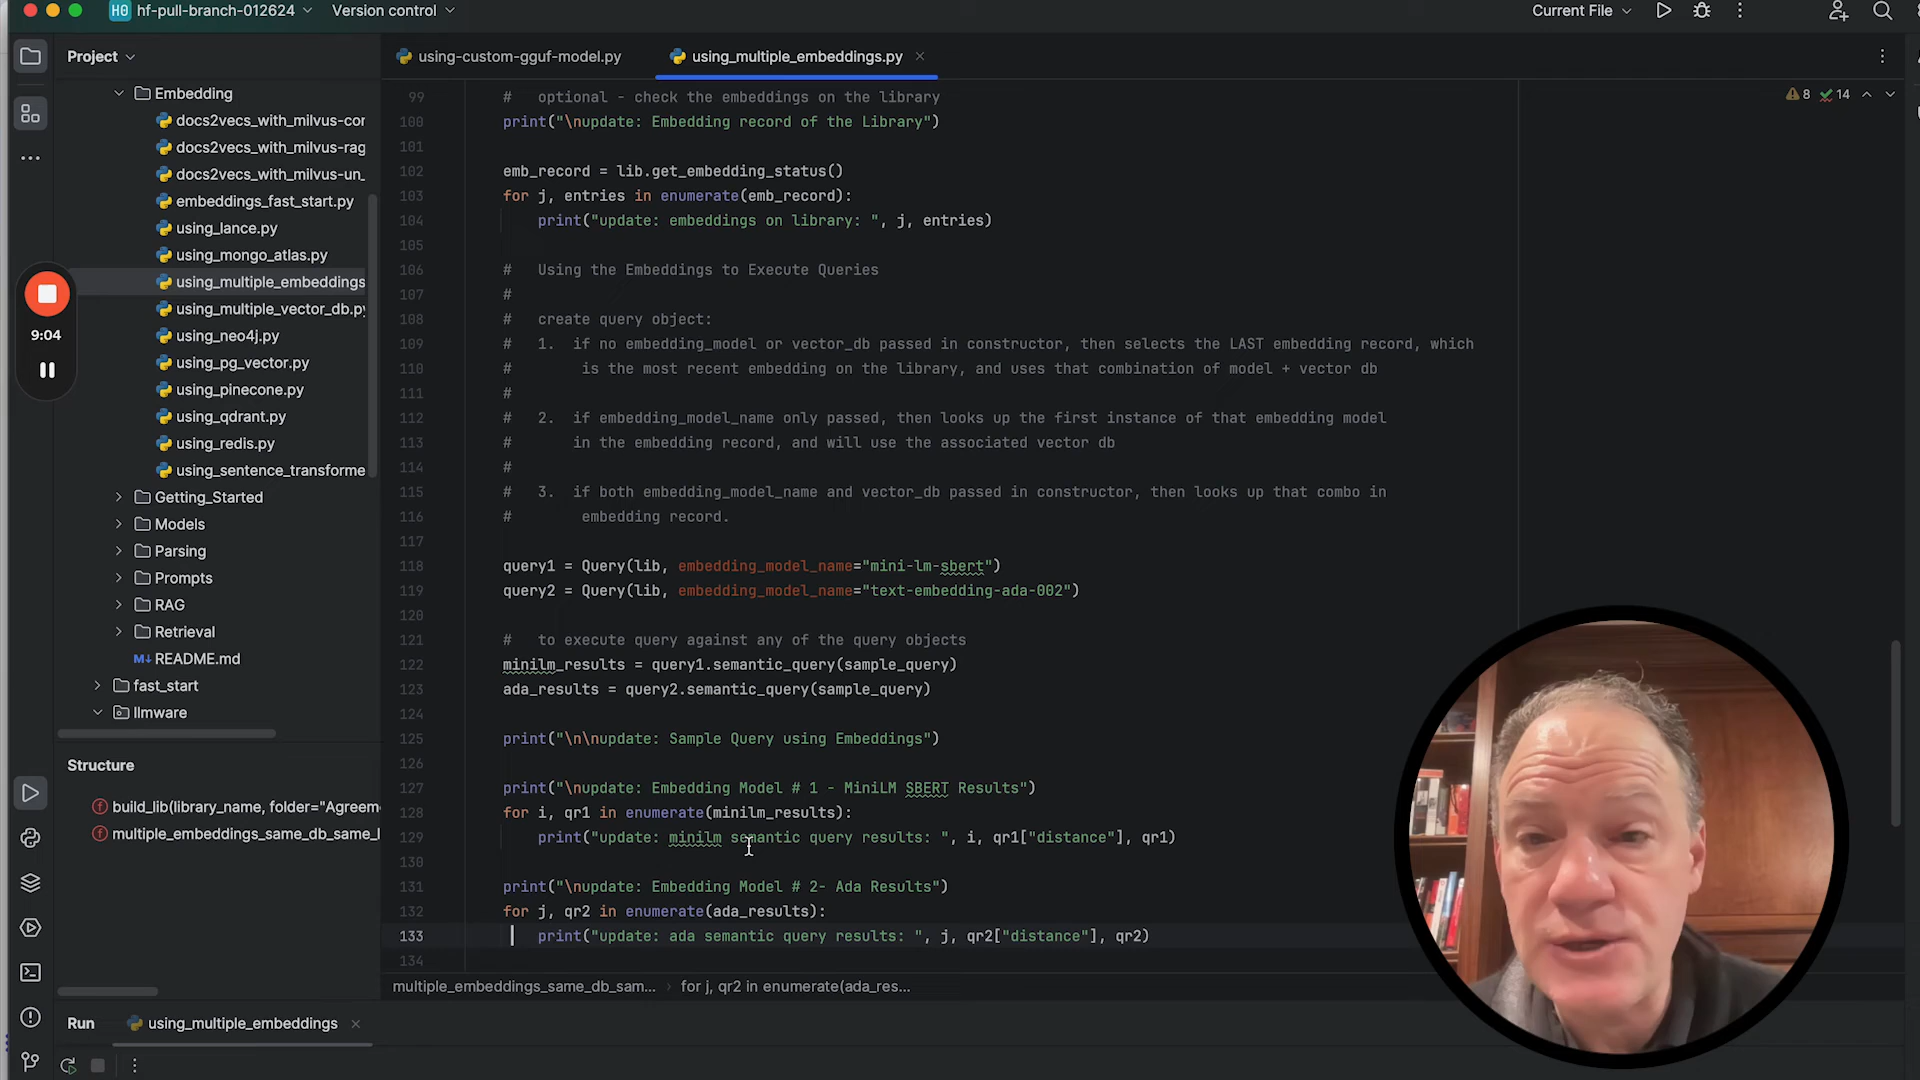 H0 hf-pull-branch-012624 Version control Current File
Project
using-custom-gguf-model.py
using_multiple_embeddings.py
8 14
Embedding
docs2vecs_with_milvus-cor
docs2vecs_with_milvus-rag
docs2vecs_with_milvus-un_
embeddings_fast_start.py
using_lance.py
using_mongo_atlas.py
using_multiple_embeddings
using_multiple_vector_db.py
using_neo4j.py
using_pg_vector.py
using_pinecone.py
using_qdrant.py
using_redis.py
using_sentence_transforme
Getting_Started
Models
Parsing
Prompts
RAG
Retrieval
M↓ README.md
fast_start
llmware
9:04
Structure
build_lib(library_name, folder="Agreeme
multiple_embeddings_same_db_same_l
99 # optional - check the embeddings on the library
100 print("\nupdate: Embedding record of the Library")
101
102 emb_record = lib.get_embedding_status()
103 for j, entries in enumerate(emb_record):
104 print("update: embeddings on library: ", j, entries)
105
106 # Using the Embeddings to Execute Queries
107 #
108 # create query object:
109 # 1. if no embedding_model or vector_db passed in constructor, then selects the LAST embedding record, which
110 # is the most recent embedding on the library, and uses that combination of model + vector db
111 #
112 # 2. if embedding_model_name only passed, then looks up the first instance of that embedding model
113 # in the embedding record, and will use the associated vector db
114 #
115 # 3. if both embedding_model_name and vector_db passed in constructor, then looks up that combo in
116 # embedding record.
117
118 query1 = Query(lib, embedding_model_name="mini-lm-sbert")
119 query2 = Query(lib, embedding_model_name="text-embedding-ada-002")
120
121 # to execute query against any of the query objects
122 minilm_results = query1.semantic_query(sample_query)
123 ada_results = query2.semantic_query(sample_query)
124
125 print("\n\nupdate: Sample Query using Embeddings")
126
127 print("\nupdate: Embedding Model # 1 - MiniLM SBERT Results")
128 for i, qr1 in enumerate(minilm_results):
129 print("update: minilm semantic query results: ", i, qr1["distance"], qr1)
130
131 print("\nupdate: Embedding Model # 2- Ada Results")
132 for j, qr2 in enumerate(ada_results):
133 print("update: ada semantic query results: ", j, qr2["distance"], qr2)
134
multiple_embeddings_same_db_sam... for j, qr2 in enumerate(ada_res...
Run using_multiple_embeddings